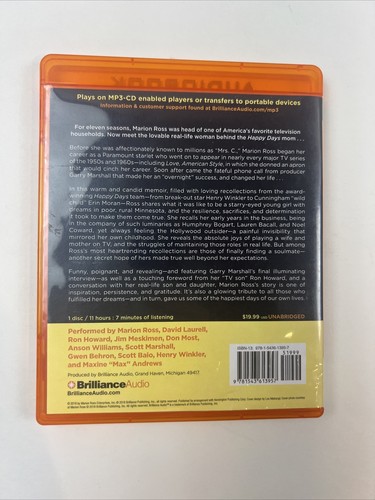 Plays on MP3-CD enabled players or transfers to portable devices
Information & customer support found at BrillianceAudio.com/mp3
For eleven seasons, Marion Ross was head of one of America's favorite television
households. Now meet the lovable real-life woman behind the Happy Days mom . . .
Before she was affectionately known to millions as "Mrs. C.," Marion Ross began her
career as a Paramount starlet who went on to appear in nearly every major TV series
of the 1950s and 1960s—including Love, American Style, in which she donned an apron
that would cinch her career. Soon after came the fateful phone call from producer
Garry Marshall that made her an "overnight" success, and changed her life . . .
In this warm and candid memoir, filled with loving recollections from the award-
winning Happy Days team—from break-out star Henry Winkler to Cunningham "wild
child" Erin Moran—Ross shares what it was like to be a starry-eyed young girl with
dreams in poor, rural Minnesota, and the resilience, sacrifices, and determination
it took to make them come true. She recalls her early years in the business, being
in the company of such luminaries as Humphrey Bogart, Lauren Bacall, and Noel
Coward, yet always feeling the Hollywood outsider—a painful invisibility that
mirrored her own childhood. She reveals the absolute joys of playing a wife and
mother on TV, and the struggles of maintaining those roles in real life. But among
Ross's most heartrending recollections are those of finally finding a soulmate—
another secret hope of hers made true well beyond her expectations.
Funny, poignant, and revealing—and featuring Garry Marshall's final illuminating
interview—as well as a touching foreword from her "TV son" Ron Howard, and a
conversation with her real-life son and daughter, Marion Ross's story is one of
inspiration, persistence, and gratitude. It's also a glowing tribute to all those who
fulfilled her dreams—and in turn, gave us some of the happiest days of our own lives
1 disc / 11 hours : 7 minutes of listening
$19.99 USD UNABRIDGED
Performed by Marion Ross, David Laurell,
Ron Howard, Jim Meskimen, Don Most,
Anson Williams, Scott Marshall,
Gwen Behron, Scott Baio, Henry Winkler,
and Maxine "Max" Andrews
Produced by Brilliance Audio, Grand Haven, Michigan 49417
BrillianceAudio
BrillianceAudio.com
51999
9781543613957